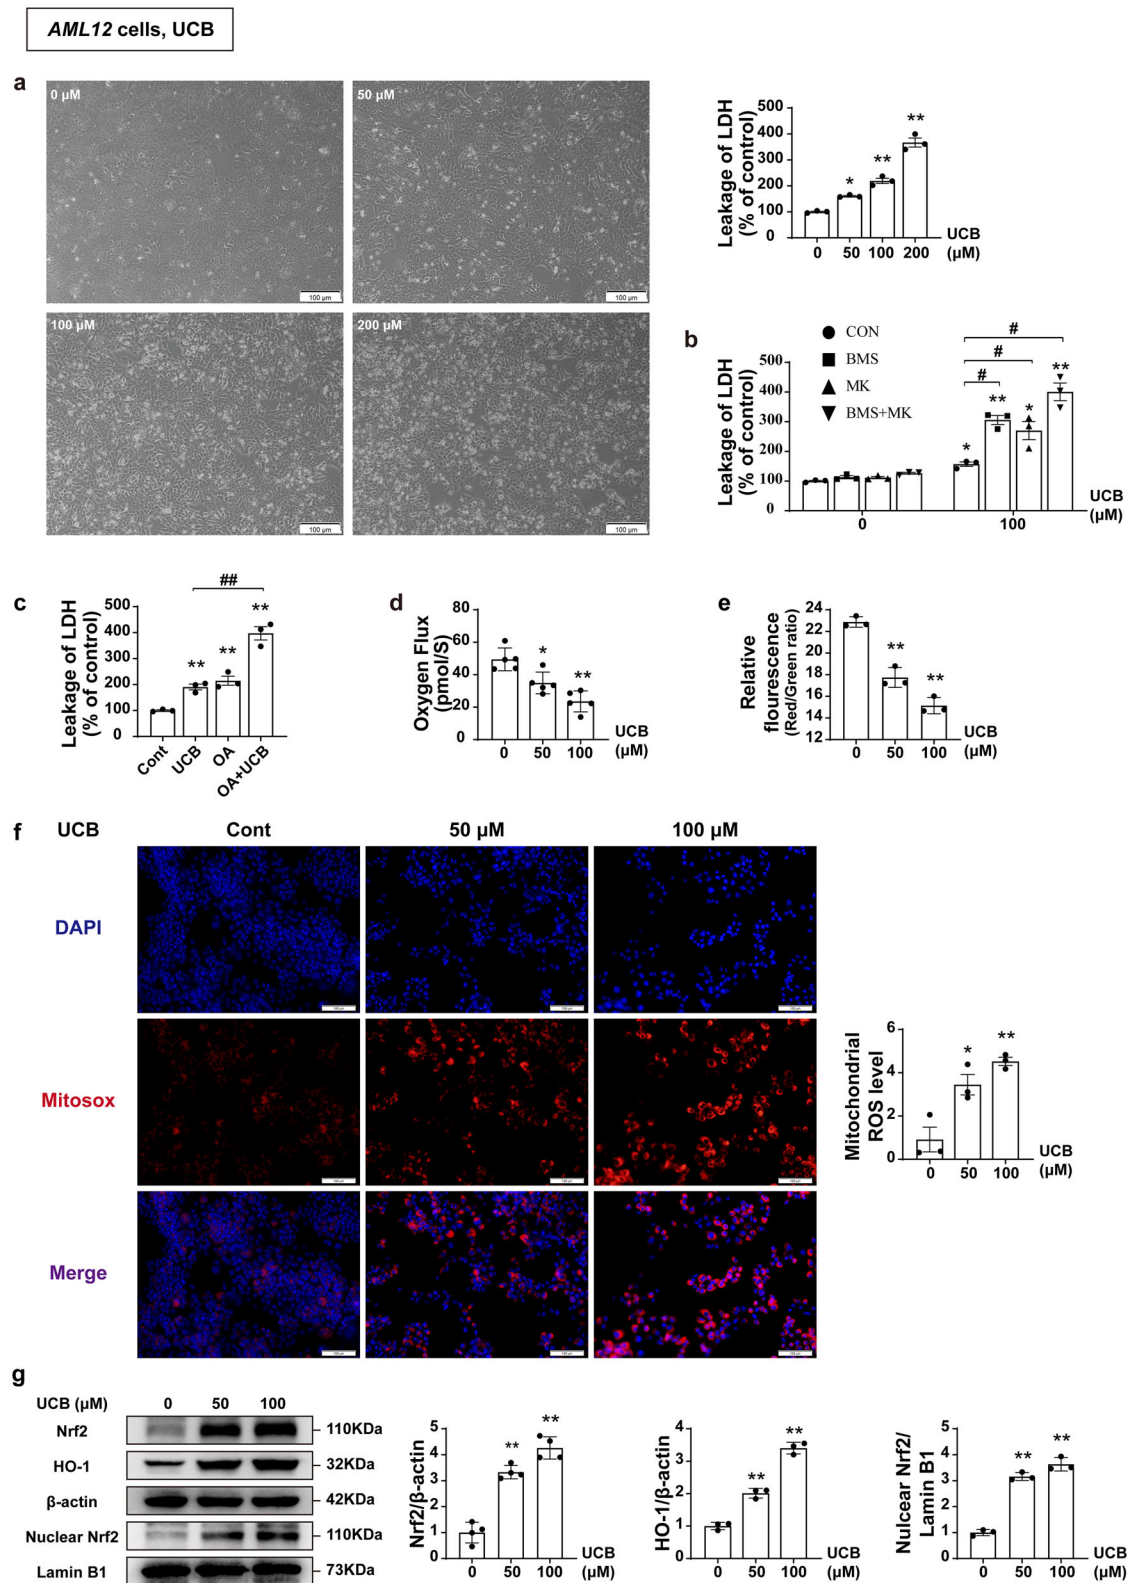 AML12 cells, UCB
a
0 µM
50 µM
100 µm
100 µm
100 µM
200 µM
100 µm
100 µm
Leakage of LDH
(% of control)
500
400
300
200
100
0
*
**
**
0 50 100 200
UCB
(µM)
b
CON
BMS
MK
BMS+MK
Leakage of LDH
(% of control)
500
400
300
200
100
0
#
#
#
*
**
*
**
0 100
UCB
(µM)
c
Leakage of LDH
(% of control)
500
400
300
200
100
0
##
**
**
**
Cont
UCB
OA
OA+UCB
d
Oxygen Flux
(pmol/S)
80
60
40
20
0
*
**
0 50 100
UCB
(µM)
e
Relative
flourescence
(Red/Green ratio)
24
22
20
18
16
14
12
**
**
0 50 100
UCB
(µM)
f
UCB Cont 50 µM 100 µM
DAPI
Mitosox
Merge
Mitochondrial
ROS level
6
4
2
0
*
**
0 50 100
UCB
(µM)
g
UCB (µM) 0 50 100
Nrf2 110KDa
HO-1 32KDa
β-actin 42KDa
Nuclear Nrf2 110KDa
Lamin B1 73KDa
Nrf2/β-actin
5
4
3
2
1
0
**
**
0 50 100
UCB
(µM)
HO-1/β-actin
4
3
2
1
0
**
**
0 50 100
UCB
(µM)
Nulcear Nrf2/
Lamin B1
5
4
3
2
1
0
**
**
0 50 100
UCB
(µM)